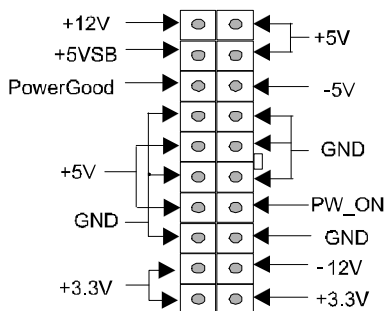 +12V
+5V
+5VSB
PowerGood
-5V
GND
+5V
PW_ON
GND
GND
-12V
+3.3V
+3.3V